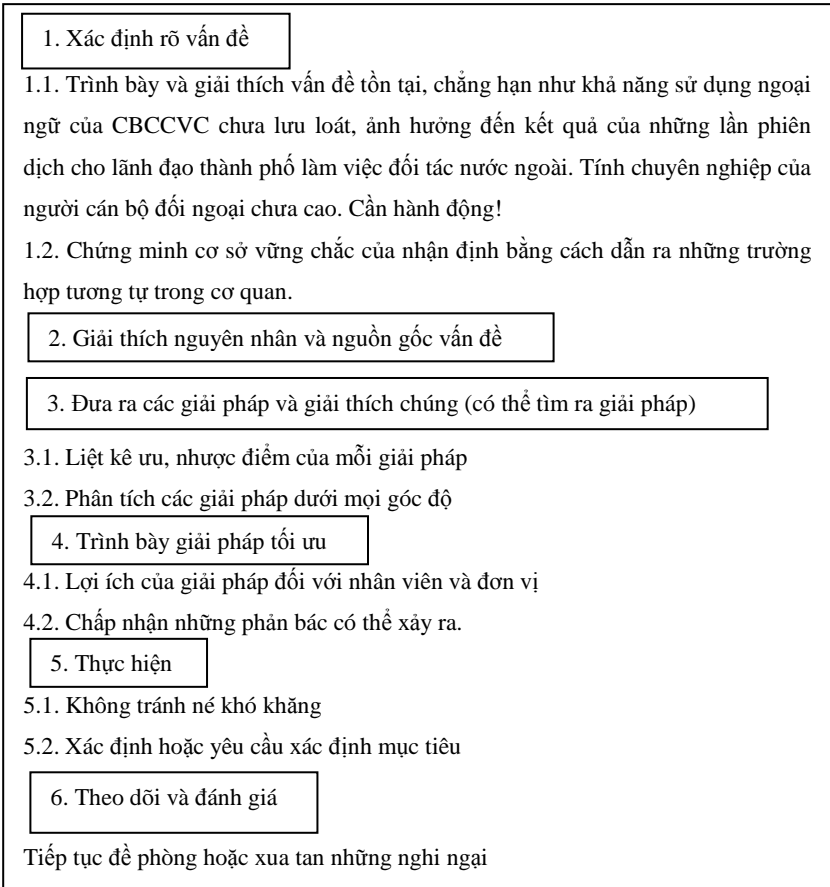 1. Xác định rõ vấn đề
1.1. Trình bày và giải thích vấn đề tồn tại, chẳng hạn như khả năng sử dụng ngoại
ngữ của CBCCVC chưa lưu loát, ảnh hưởng đến kết quả của những lần phiên
dịch cho lãnh đạo thành phố làm việc đối tác nước ngoài. Tính chuyên nghiệp của
người cán bộ đối ngoại chưa cao. Cần hành động!
1.2. Chứng minh cơ sở vững chắc của nhận định bằng cách dẫn ra những trường
hợp tương tự trong cơ quan.
2. Giải thích nguyên nhân và nguồn gốc vấn đề
3. Đưa ra các giải pháp và giải thích chúng (có thể tìm ra giải pháp)
3.1. Liệt kê ưu, nhược điểm của mỗi giải pháp
3.2. Phân tích các giải pháp dưới mọi góc độ
4. Trình bày giải pháp tối ưu
4.1. Lợi ích của giải pháp đối với nhân viên và đơn vị
4.2. Chấp nhận những phản bác có thể xảy ra.
5. Thực hiện
5.1. Không tránh né khó khăng
5.2. Xác định hoặc yêu cầu xác định mục tiêu
6. Theo dõi và đánh giá
Tiếp tục đề phòng hoặc xua tan những nghi ngại